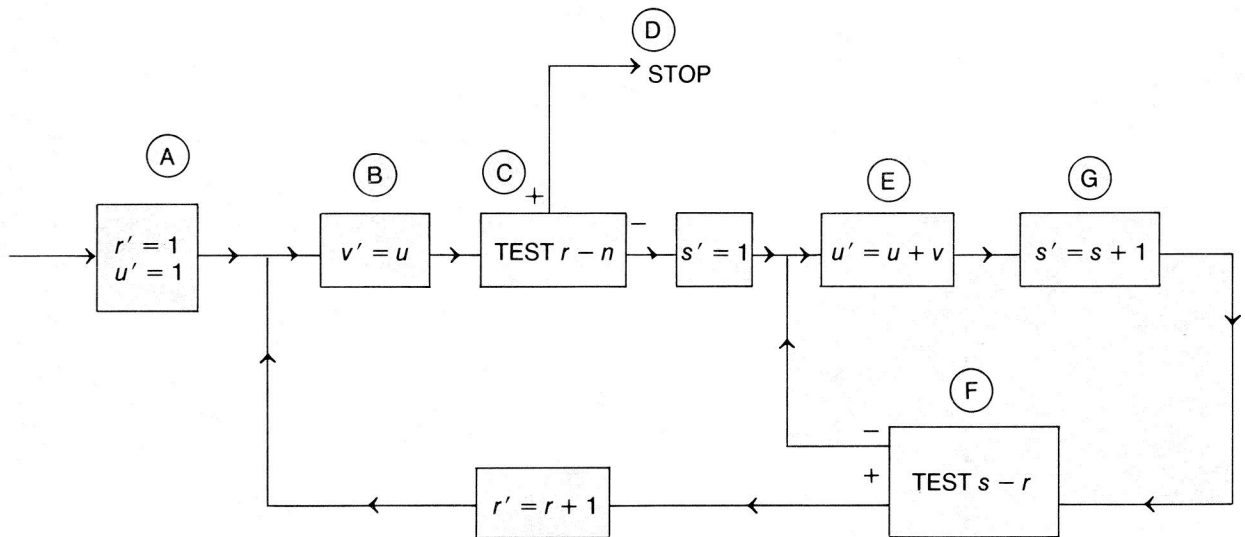 D
STOP
A
B
C
E
G
+
−
r′ = 1
u′ = 1
v′ = u
TEST r − n
s′ = 1
u′ = u + v
s′ = s + 1
F
−
+
TEST s − r
r′ = r + 1